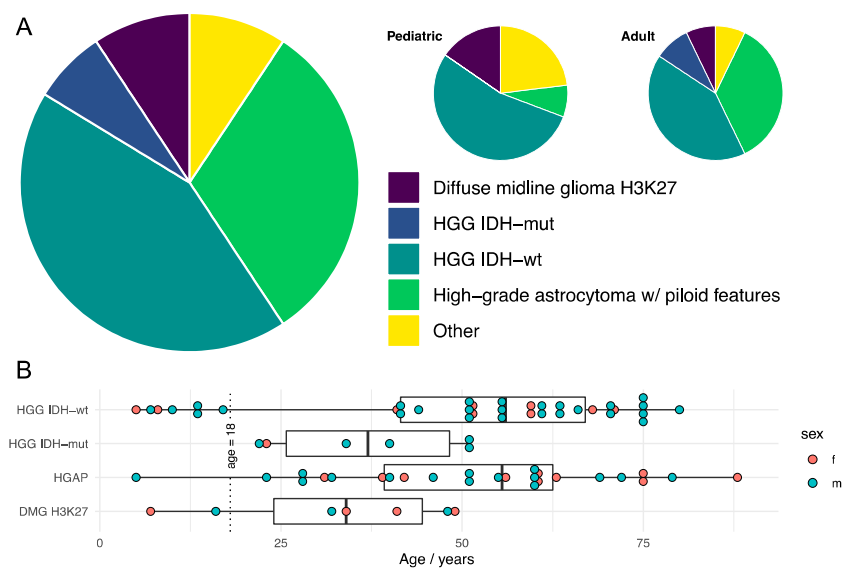 A
Pediatric
Adult
Diffuse midline glioma H3K27
HGG IDH−mut
HGG IDH−wt
High−grade astrocytoma w/ piloid features
Other
B
HGG IDH−wt
HGG IDH−mut
HGAP
DMG H3K27
age = 18
0 25 50 75
Age / years
sex
f
m